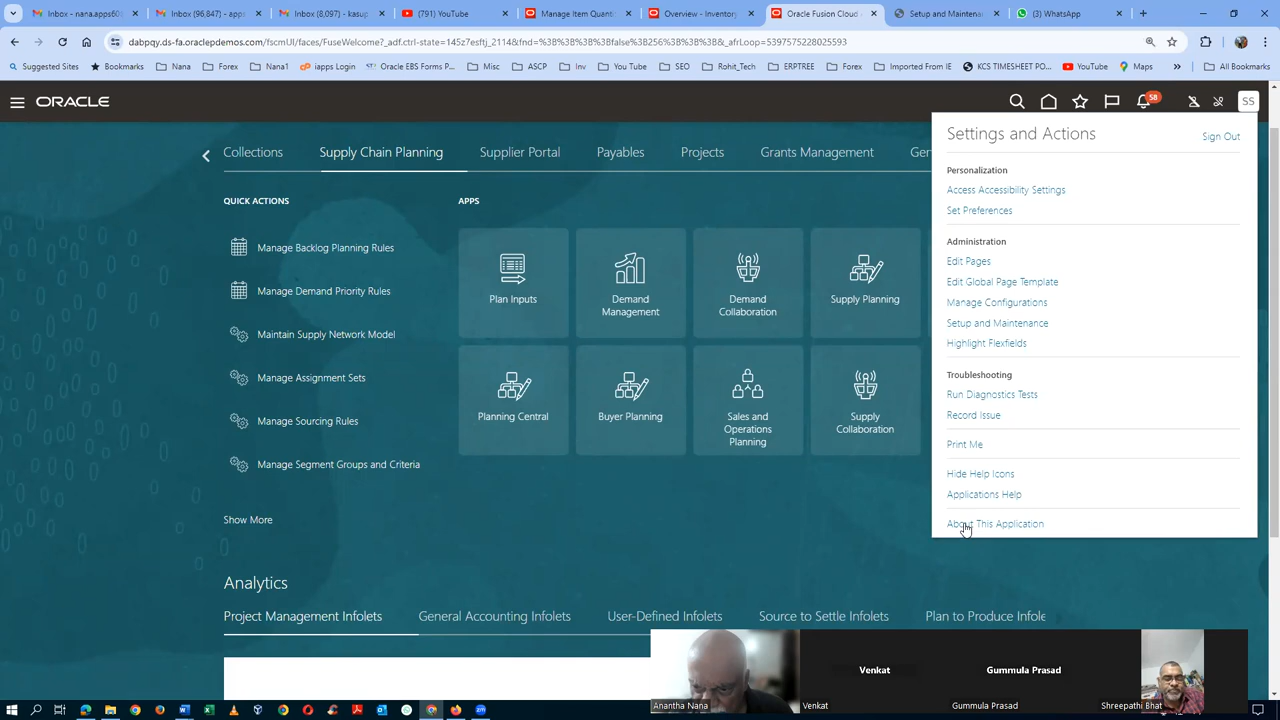 Inbox (96,847) - anapps60
Inbox (96,847) - anapps
Inbox (8,097) - ksharp
(791) YouTube
Manage Item Quanti
Overview - Inventory
Oracle Fusion Cloud
Setup and Maintenan
(3) WhatsApp
dabpqy.ds-fa.oraclepdemos.com/fscmUI/faces/FuseWelcome?_adf.ctrl-state=145z7esftj_2114&fnd=%3B%3B%3B%3Bfalse%3B256%3B%3B%3B&_afrLoop=5397575228025593
Suggested Sites
Bookmarks
Nana
Forex
Nana1
iapps Login
Oracle EBS Forms P...
Misc
ASCP
Inv
You Tube
SEO
Rohit_Tech
ERPTREE
Forex
Imported From IE
KCS TIMESHEET PO...
YouTube
Maps
All Bookmarks
ORACLE
58
SS
Collections
Supply Chain Planning
Supplier Portal
Payables
Projects
Grants Management
Gen
QUICK ACTIONS
Manage Backlog Planning Rules
Manage Demand Priority Rules
Maintain Supply Network Model
Manage Assignment Sets
Manage Sourcing Rules
Manage Segment Groups and Criteria
Show More
APPS
Plan Inputs
Demand
Management
Demand
Collaboration
Supply Planning
Planning Central
Buyer Planning
Sales and
Operations
Planning
Supply
Collaboration
Settings and Actions
Sign Out
Personalization
Access Accessibility Settings
Set Preferences
Administration
Edit Pages
Edit Global Page Template
Manage Configurations
Setup and Maintenance
Highlight Flexfields
Troubleshooting
Run Diagnostics Tests
Record Issue
Print Me
Hide Help Icons
Applications Help
About This Application
Analytics
Project Management Infolets
General Accounting Infolets
User-Defined Infolets
Source to Settle Infolets
Plan to Produce Infole
Anantha Nana
Venkat
Venkat
Gummula Prasad
Gummula Prasad
Shreepathi Bhat